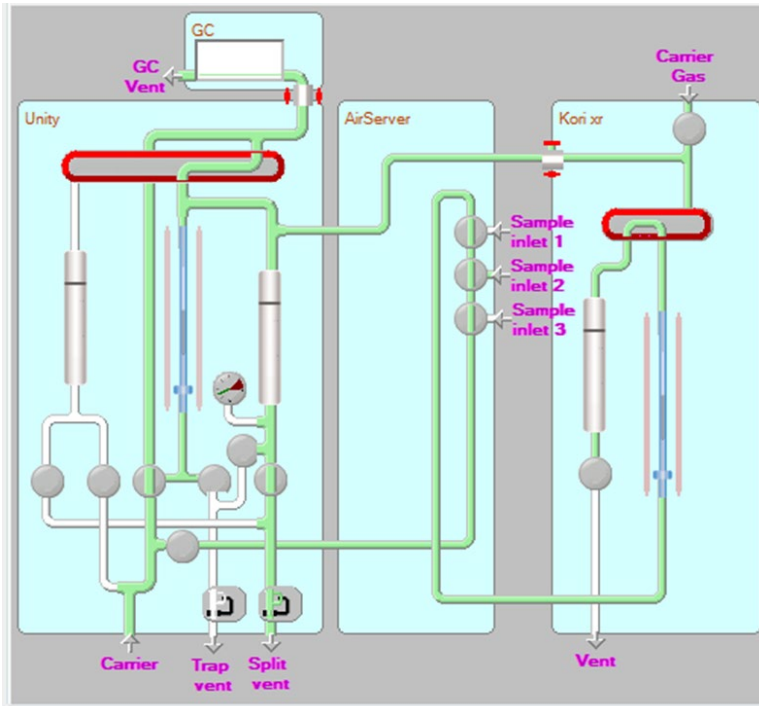 GC
GC
Vent
Carrier
Gas
Unity
AirServer
Kori xr
Sample
inlet 1
Sample
inlet 2
Sample
inlet 3
Carrier
Trap
vent
Split
vent
Vent